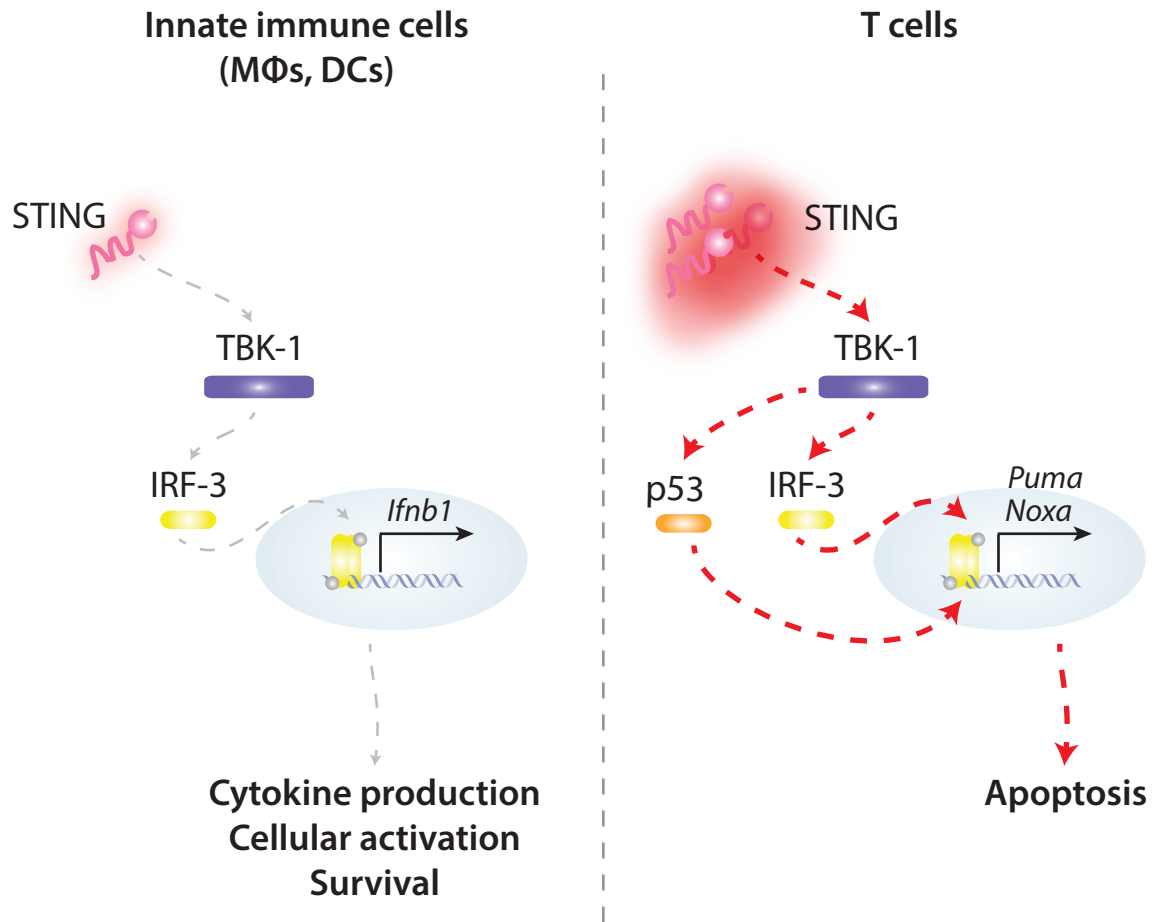 Innate immune cells
(MΦs, DCs)
STING
TBK-1
IRF-3
Ifnb1
Cytokine production
Cellular activation
Survival
T cells
STING
TBK-1
p53
IRF-3
Puma
Noxa
Apoptosis